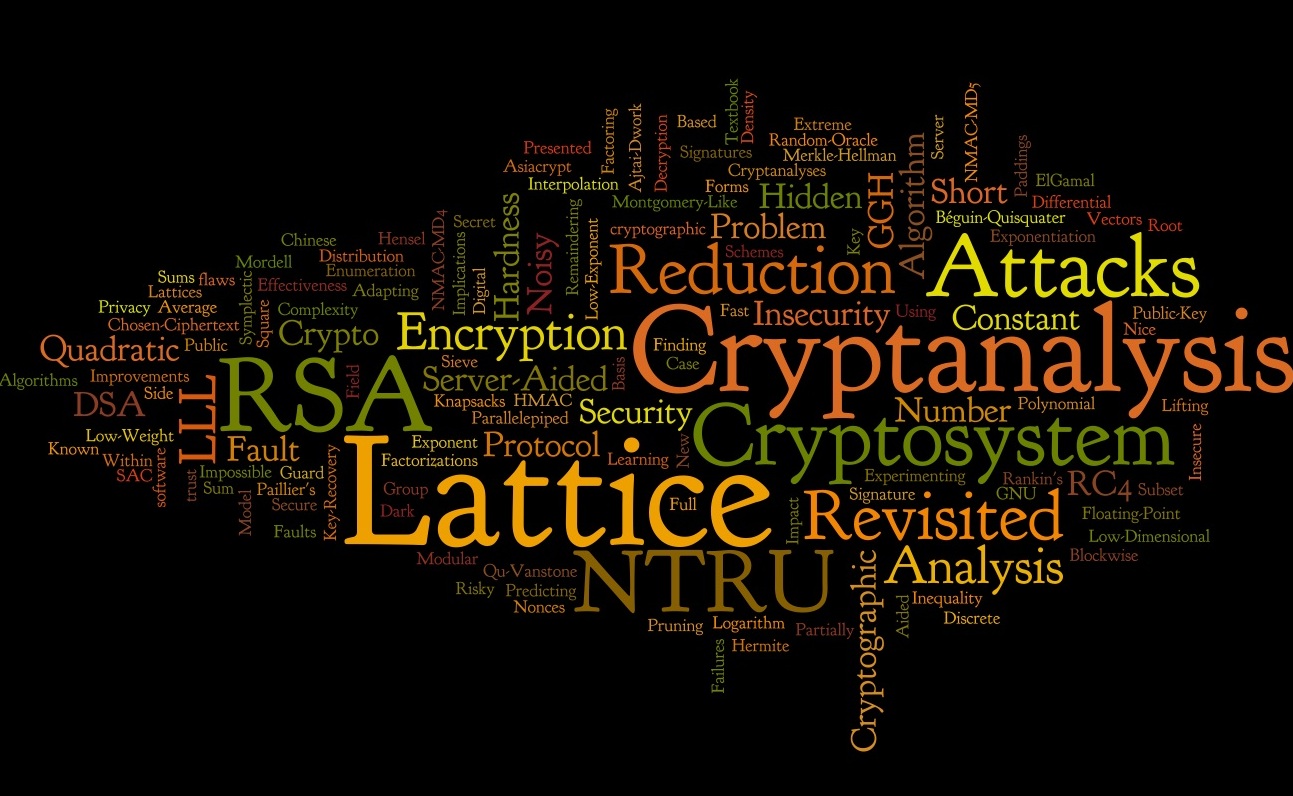 Textbook
Density
NMAC-MD5
Factoring
Ajtai-Dwork
Decryption
Based
Extreme
Server
Random-Oracle
Signatures
Merkle-Hellman
Algorithm
Paddings
Presented
Asiacrypt
Cryptanalyses
Interpolation
Forms
Hidden
GGH
Short
ElGamal
Montgomery-Like
Differential
Hardness
Remaindering
NMAC-MD4
Secret
Béguin-Quisquater
Vectors
Root
cryptographic
Problem
Key
Exponentiation
Chinese
Hensel
Implications
Digital
Noisy
Low-Exponent
Reduction
Schemes
Attacks
Mordell
Distribution
Enumeration
Sums
flaws
Symplectic
Effectiveness
Adapting
Lattices
Privacy
Average
Square
Complexity
Fast
Insecurity
Using
Constant
Public-Key
Nice
Chosen-Ciphertext
Crypto
Encryption
Cryptanalysis
Quadratic
Public
Finding
Case
Sieve
Algorithms
Improvements
Side
LLL
RSA
Field
Server-Aided
Basis
DSA
Knapsacks
HMAC
Parallelepiped
Security
Number
Polynomial
Lifting
Low-Weight
Known
Within
Fault
Exponent
Factorizations
Protocol
Learning
New
Cryptosystem
Insecure
SAC
software
trust
Impossible
Guard
Key-Recovery
Lattice
Full
Experimenting
Rankin's
RC4
Subset
Sum
Model
Paillier's
Secure
Group
Dark
Impact
Signature
GNU
Revisited
Floating-Point
Faults
Low-Dimensional
Modular
Qu-Vanstone
NTRU
Cryptographic
Analysis
Blockwise
Risky
Predicting
Nonces
Aided
Inequality
Discrete
Pruning
Logarithm
Partially
Hermite
Failures